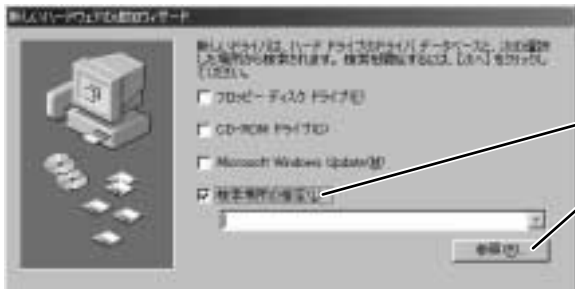 新しいハードウェアの追加ウィザード
新しいドライバは、ハード ドライブのドライバ データベースと、次の選択
した場所から検索されます。検索を開始するには、[次へ] をクリックし
てください。
フロッピー ディスク ドライブ(F)
CD-ROM ドライブ(C)
Microsoft Windows Update(M)
検索場所の指定(L)
参照(R)...